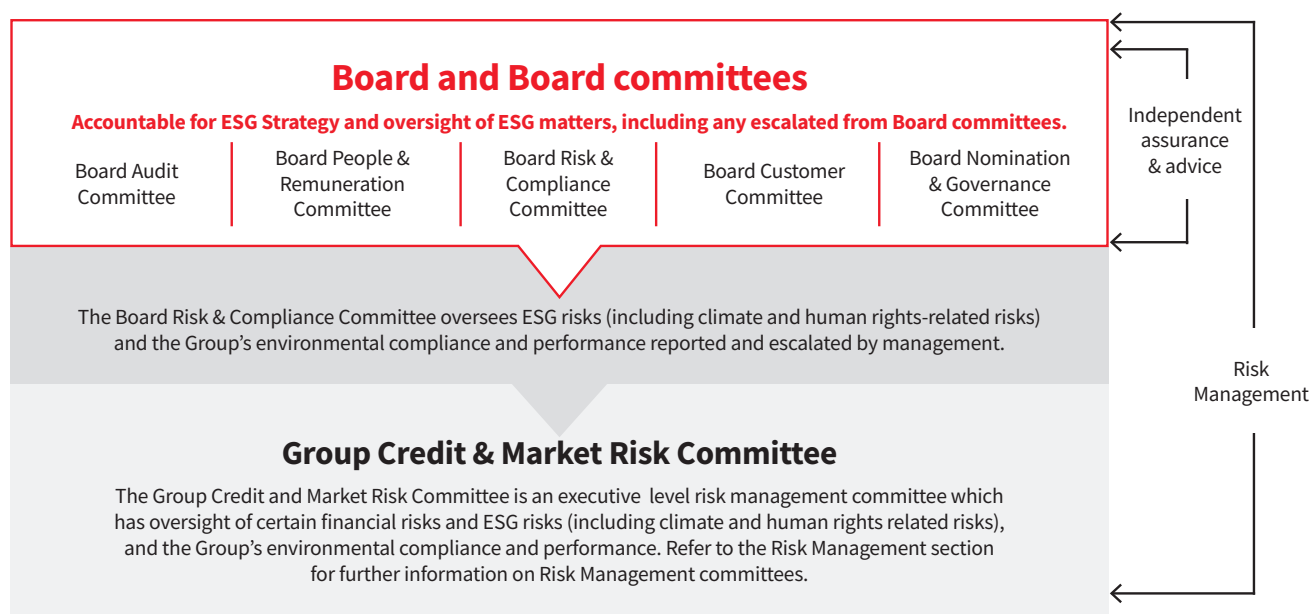 Board and Board committees
Accountable for ESG Strategy and oversight of ESG matters, including any escalated from Board committees.
Board Audit
Committee
Board People &
Remuneration
Committee
Board Risk &
Compliance
Committee
Board Customer
Committee
Board Nomination
& Governance
Committee
Independent
assurance
& advice
The Board Risk & Compliance Committee oversees ESG risks (including climate and human rights-related risks)
and the Group’s environmental compliance and performance reported and escalated by management.
Risk
Management
Group Credit & Market Risk Committee
The Group Credit and Market Risk Committee is an executive level risk management committee which
has oversight of certain financial risks and ESG risks (including climate and human rights related risks),
and the Group’s environmental compliance and performance. Refer to the Risk Management section
for further information on Risk Management committees.